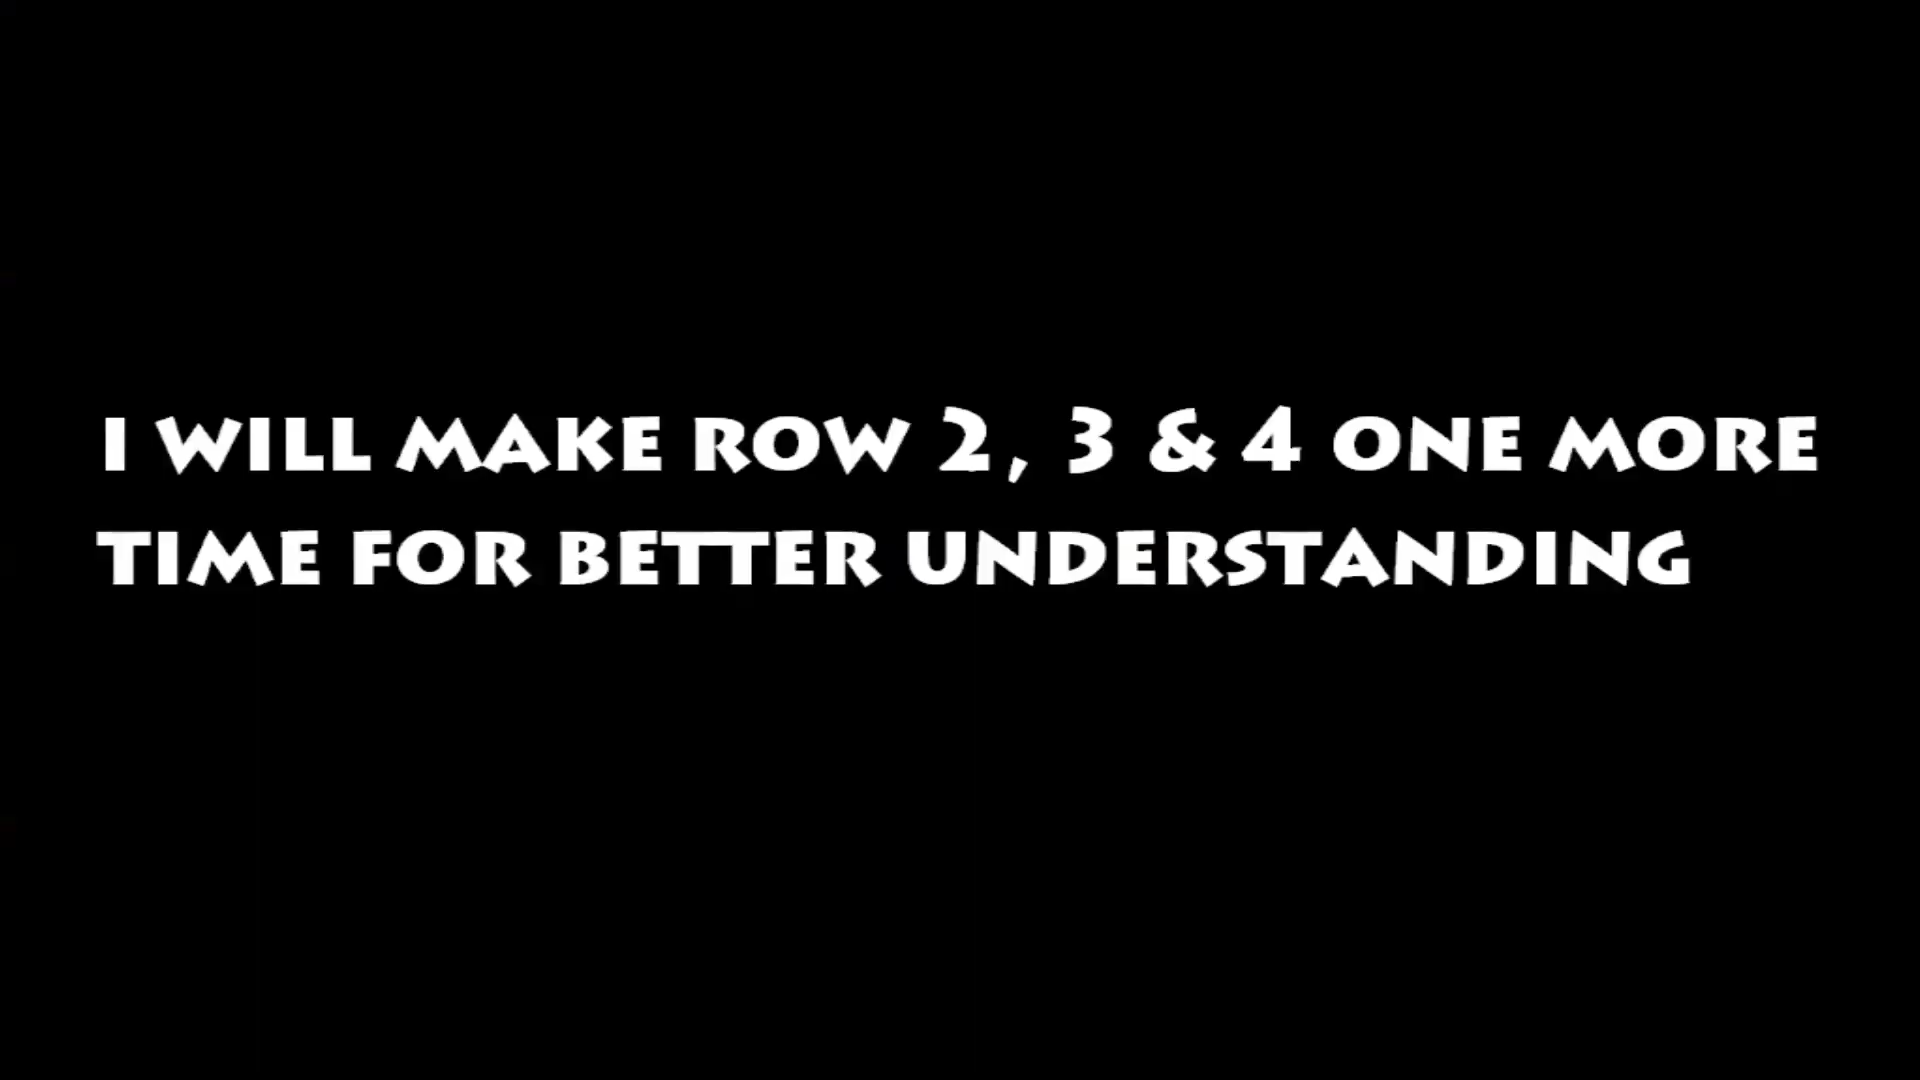 I WILL MAKE ROW 2, 3 & 4 ONE MORE
TIME FOR BETTER UNDERSTANDING